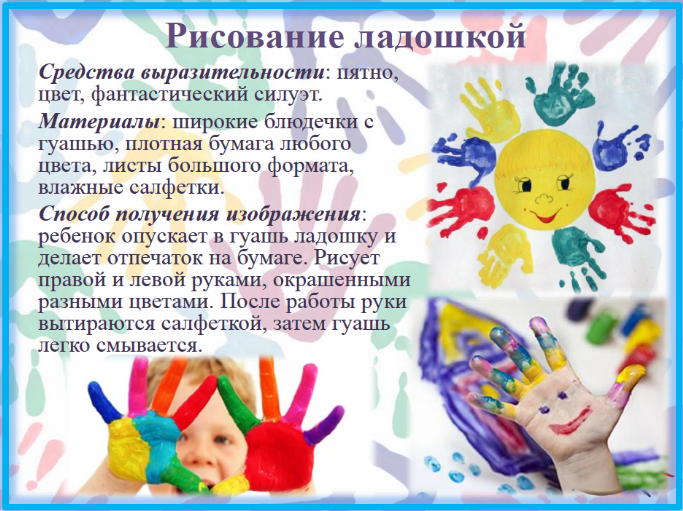 Рисование ладошкой
Средства выразительности: пятно,
цвет, фантастический силуэт.
Материалы: широкие блюдечки с
гуашью, плотная бумага любого
цвета, листы большого формата,
влажные салфетки.
Способ получения изображения:
ребенок опускает в гуашь ладошку и
делает отпечаток на бумаге. Рисует
правой и левой руками, окрашенными
разными цветами. После работы руки
вытираются салфеткой, затем гуашь
легко смывается.